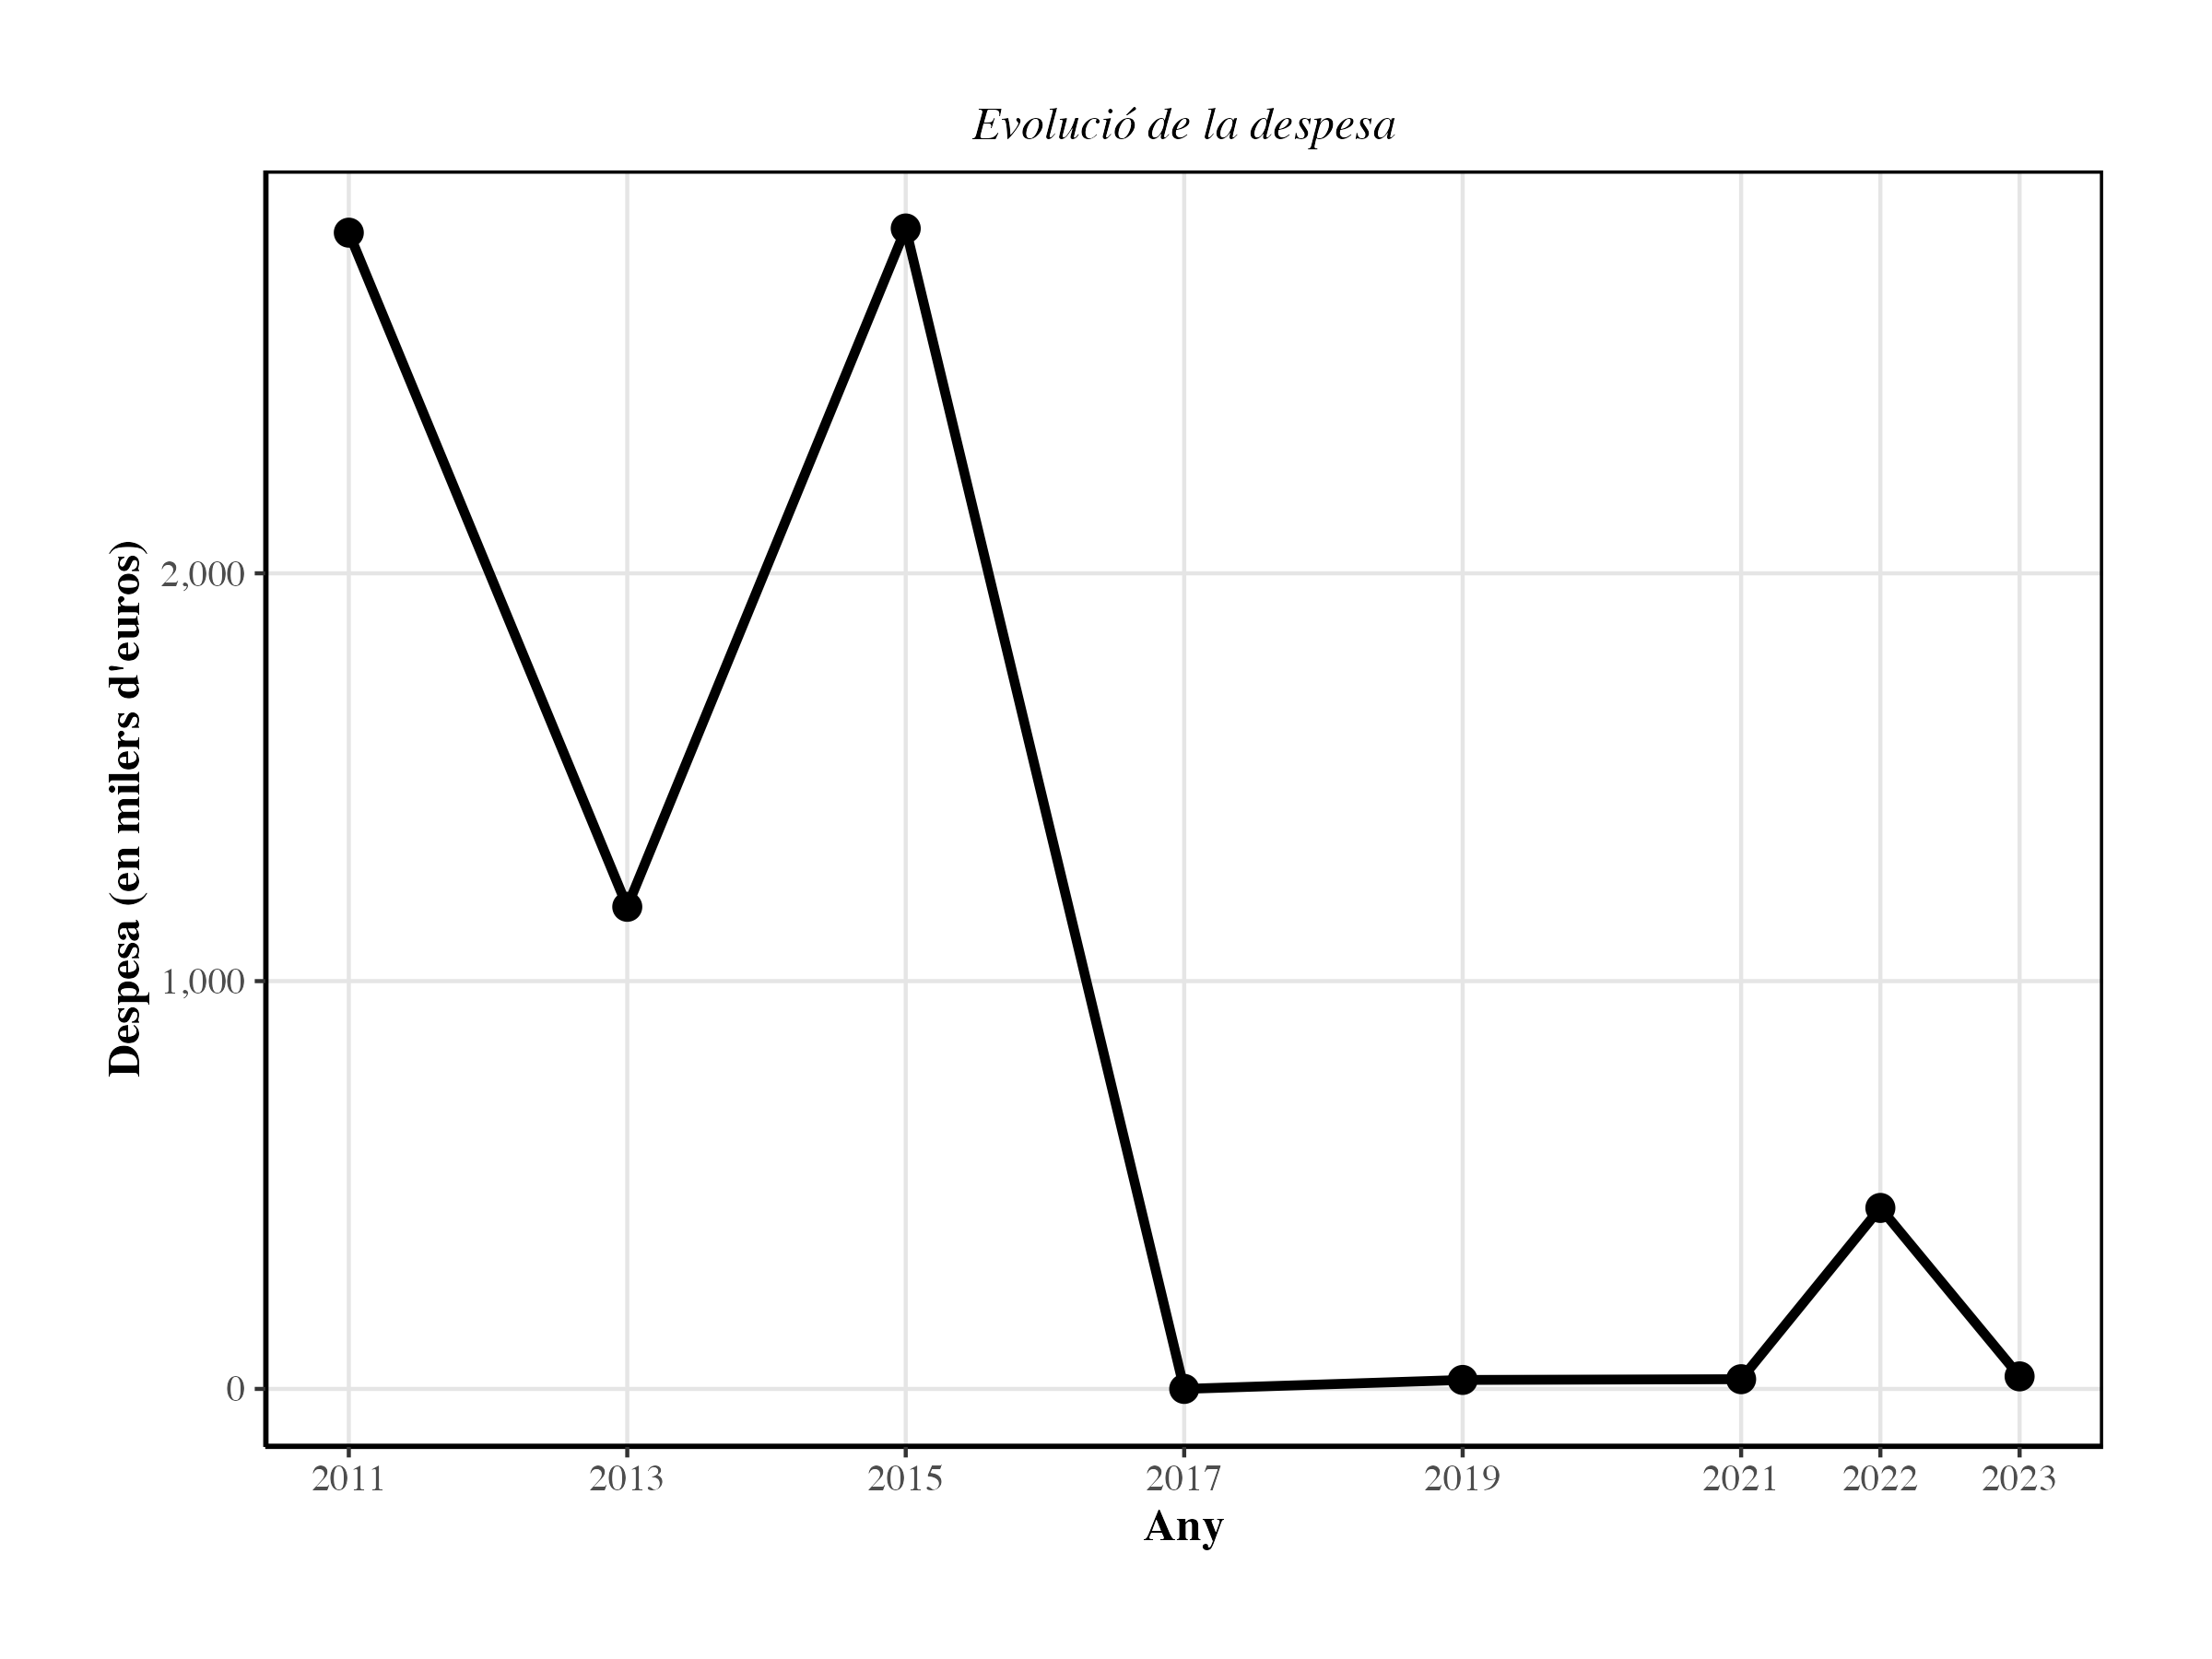 Evolució de la despesa
Despesa (en milers d'euros)
2,000
1,000
0
2011 2013 2015 2017 2019 2021 2022 2023
Any